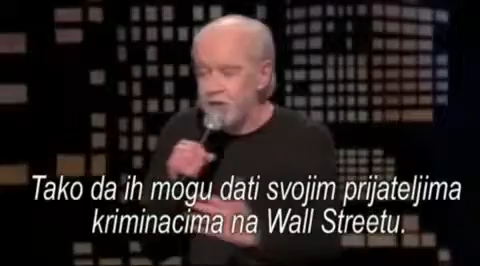 Tako da ih mogu dati svojim prijateljima
kriminacima na Wall Streetu.